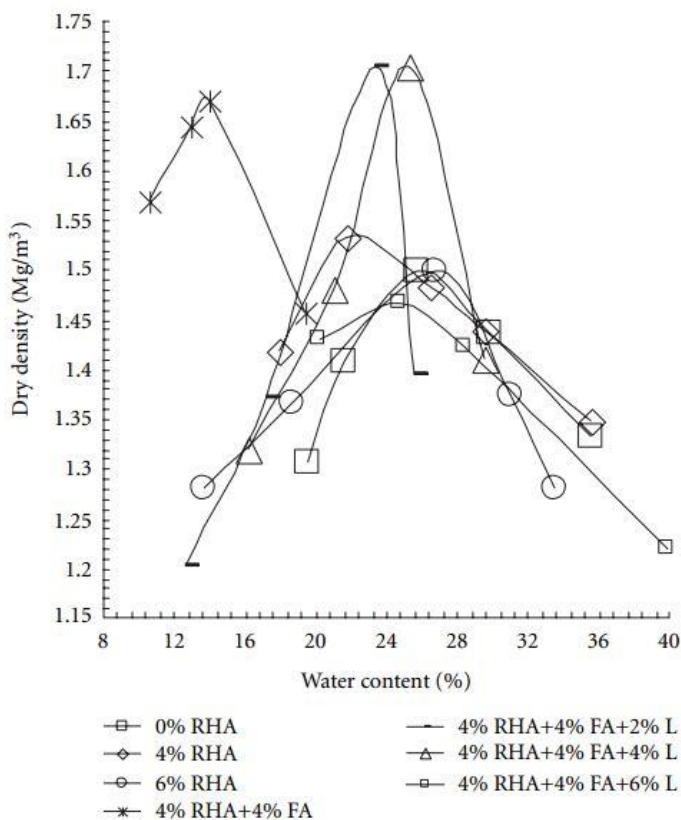 1.75
1.7
1.65
1.6
1.55
1.5
1.45
1.4
1.35
1.3
1.25
1.2
1.15
Dry density (Mg/m³)
8 12 16 20 24 28 32 36 40
Water content (%)
0% RHA
4% RHA
6% RHA
4% RHA+4% FA
4% RHA+4% FA+2% L
4% RHA+4% FA+4% L
4% RHA+4% FA+6% L